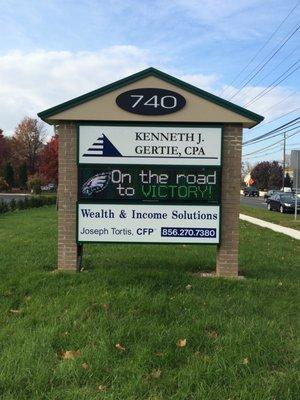 740
KENNETH J.
GERTIE, CPA
On the road
to VICTORY!
Wealth & Income Solutions
Joseph Tortis, CFP® 856.270.7380